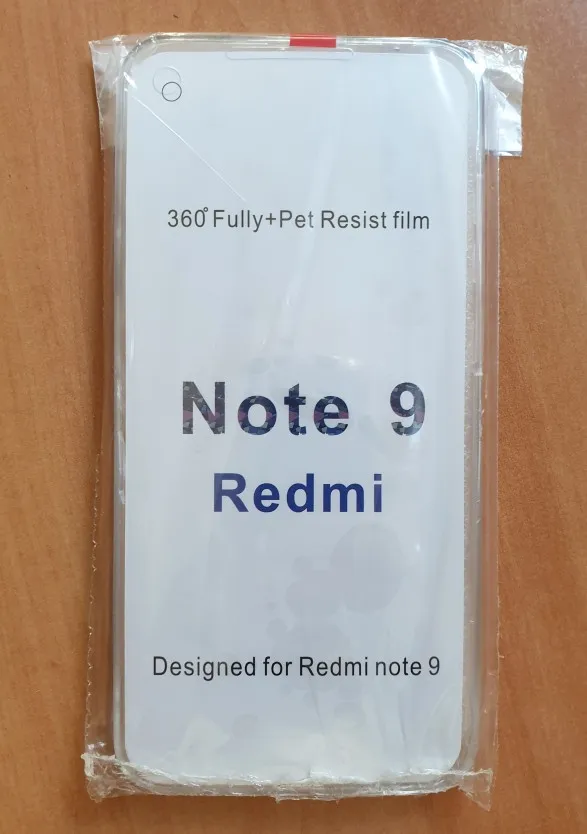 360° Fully+Pet Resist film
Note 9
Redmi
Designed for Redmi note 9